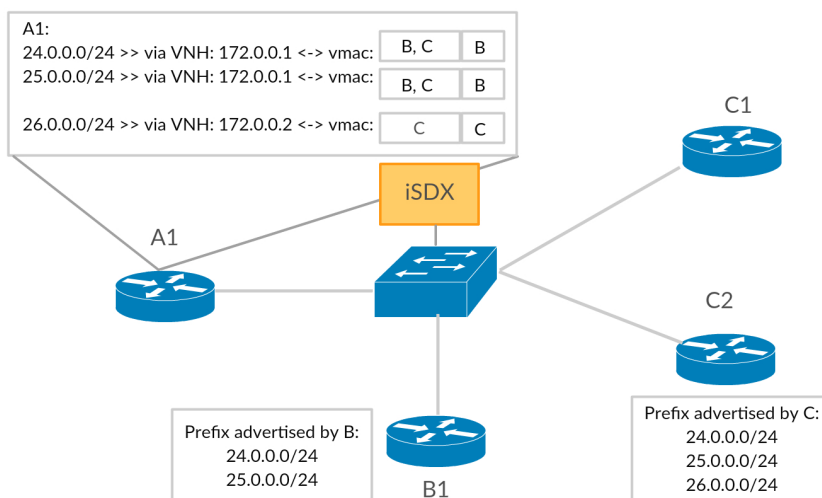 A1:
24.0.0.0/24 >> via VNH: 172.0.0.1 <-> vmac: B, C B
25.0.0.0/24 >> via VNH: 172.0.0.1 <-> vmac: B, C B
26.0.0.0/24 >> via VNH: 172.0.0.2 <-> vmac: C C
C1
iSDX
A1
C2
Prefix advertised by C:
24.0.0.0/24
25.0.0.0/24
26.0.0.0/24
Prefix advertised by B:
24.0.0.0/24
25.0.0.0/24
B1